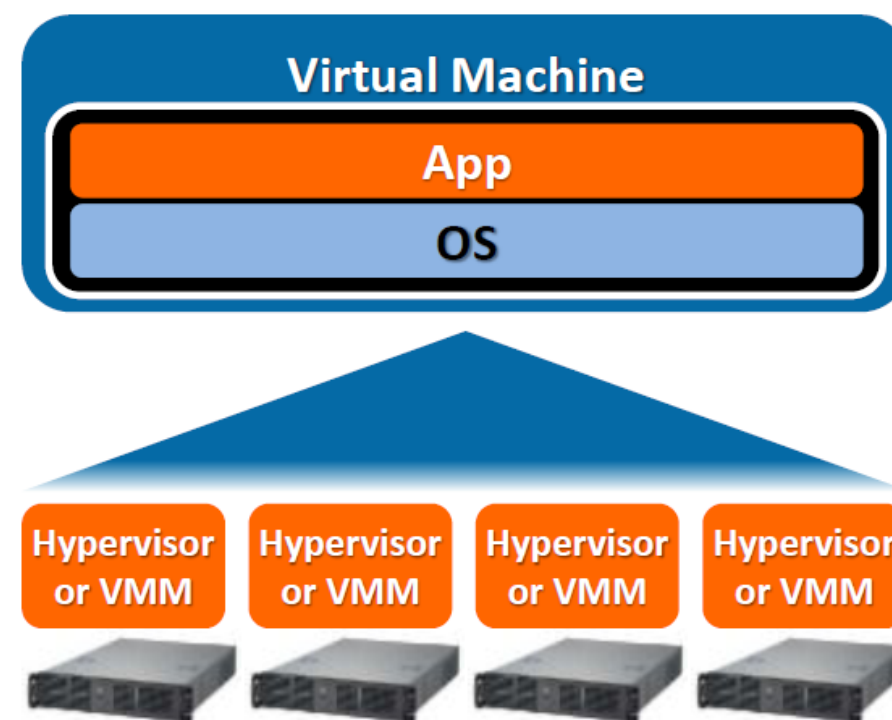 Virtual Machine
App
OS
Hypervisor
or VMM
Hypervisor
or VMM
Hypervisor
or VMM
Hypervisor
or VMM